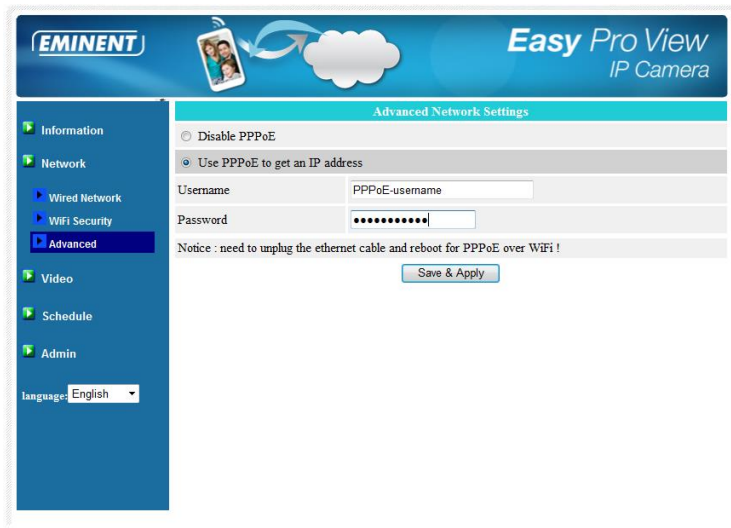 EMINENT
Easy Pro View
IP Camera
Information
Network
Wired Network
WiFi Security
Advanced
Video
Schedule
Admin
language: English
Advanced Network Settings
Disable PPPoE
Use PPPoE to get an IP address
Username PPPoE-username
Password •••••••••••
Notice : need to unplug the ethernet cable and reboot for PPPoE over WiFi !
Save & Apply